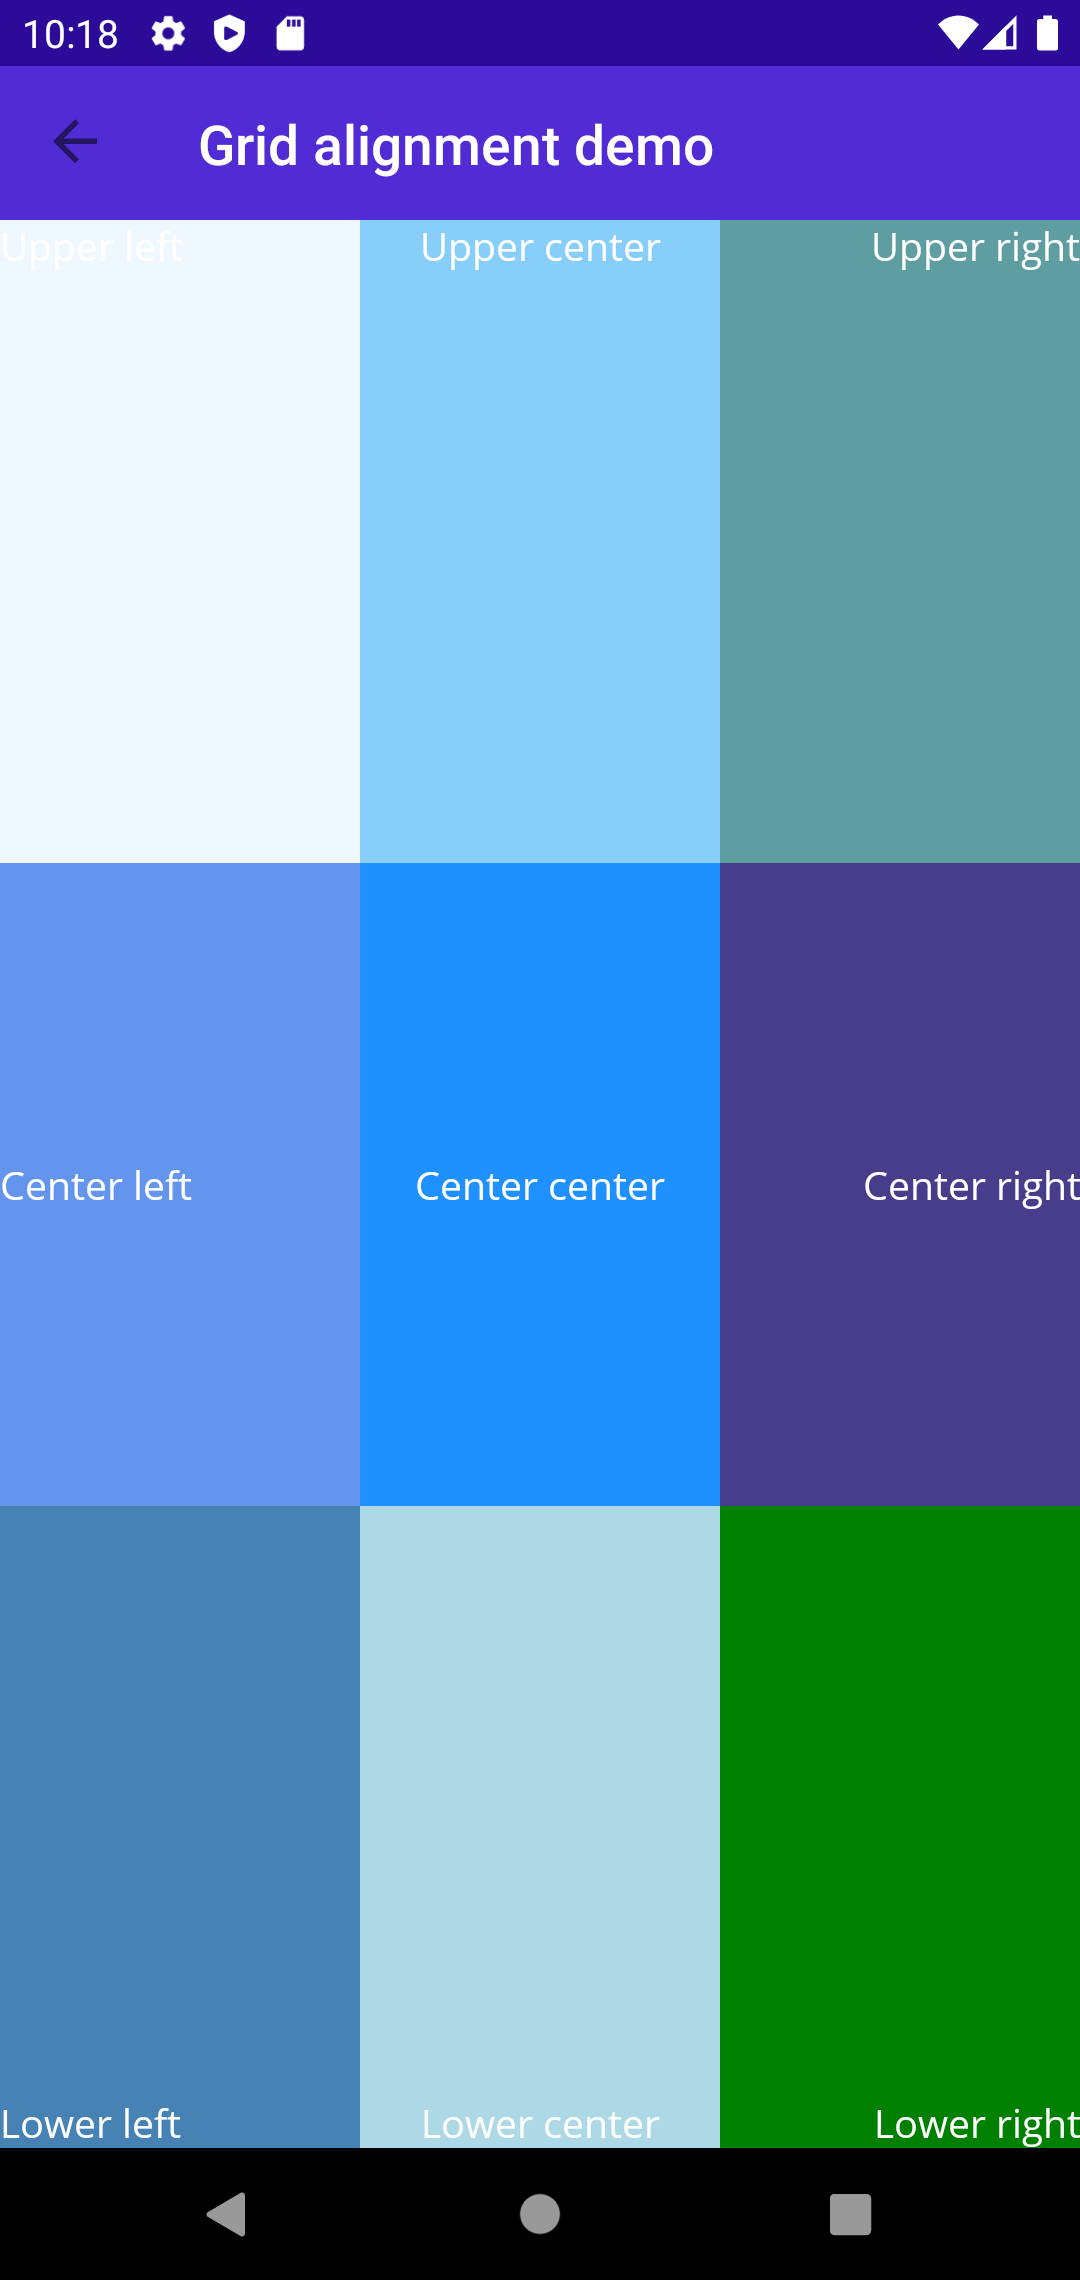 10:18
Grid alignment demo
Upper left
Upper center
Upper right
Center left
Center center
Center right
Lower left
Lower center
Lower right